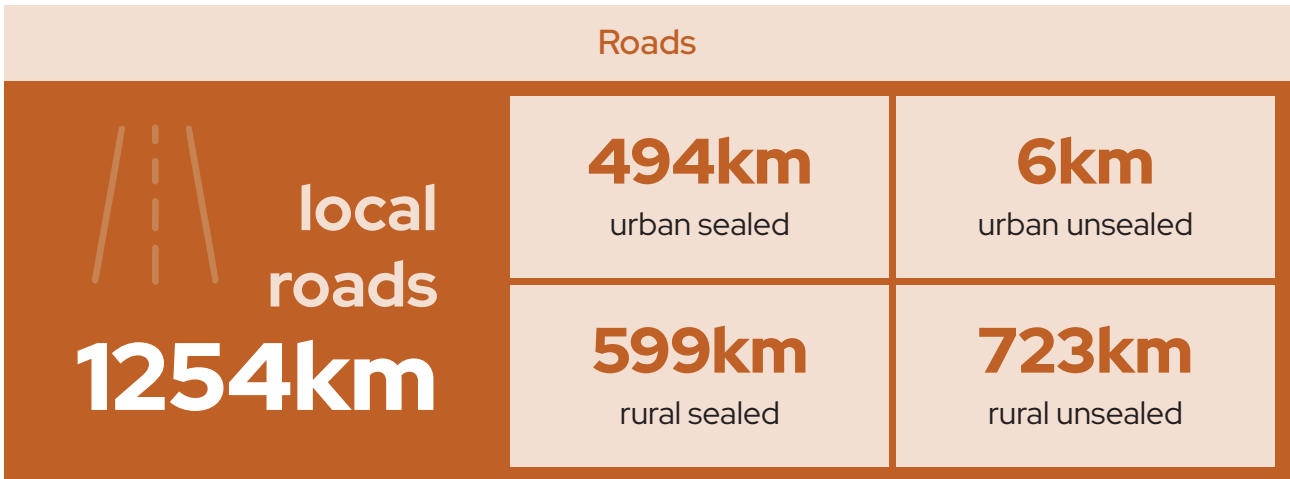 Roads
local
roads
1254km
494km
urban sealed
6km
urban unsealed
599km
rural sealed
723km
rural unsealed